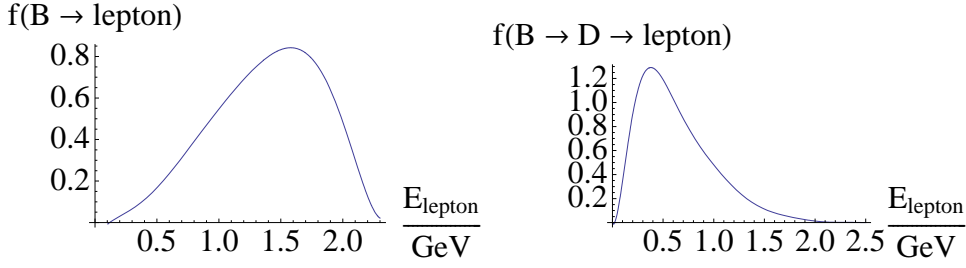 f(B → lepton)
0.8
0.6
0.4
0.2
0.5 1.0 1.5 2.0
E_lepton
GeV
f(B → D → lepton)
1.2
1.0
0.8
0.6
0.4
0.2
0.5 1.0 1.5 2.0 2.5
E_lepton
GeV